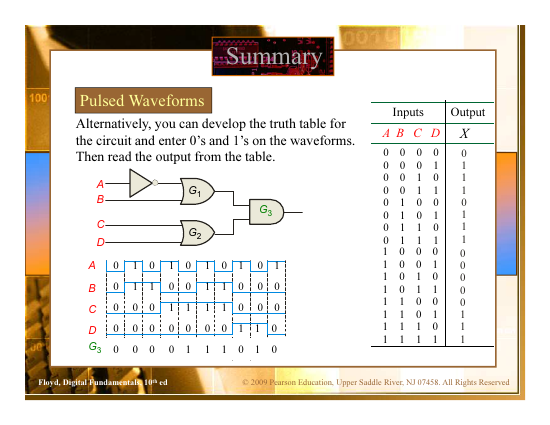 Summary
1001
001
Pulsed Waveforms
Alternatively, you can develop the truth table for
the circuit and enter 0's and 1's on the waveforms.
Then read the output from the table.
A
B
C
D
G1
G2
G3
A 0 1 0 1 0 1 0 1 0 1
B 0 1 1 0 0 1 1 0 0 0
C 0 0 0 1 1 1 1 0 0 0
D 0 0 0 0 0 0 0 1 1 0
G3 0 0 0 0 1 1 1 0 1 0
Inputs Output
A B C D X
0 0 0 0 0
0 0 0 1 1
0 0 1 0 1
0 0 1 1 1
0 1 0 0 0
0 1 0 1 1
0 1 1 0 1
0 1 1 1 1
1 0 0 0 0
1 0 0 1 0
1 0 1 0 0
1 0 1 1 0
1 1 0 0 0
1 1 0 1 1
1 1 1 0 1
1 1 1 1 1
Floyd, Digital Fundamentals, 10th ed
© 2009 Pearson Education, Upper Saddle River, NJ 07458. All Rights Reserved